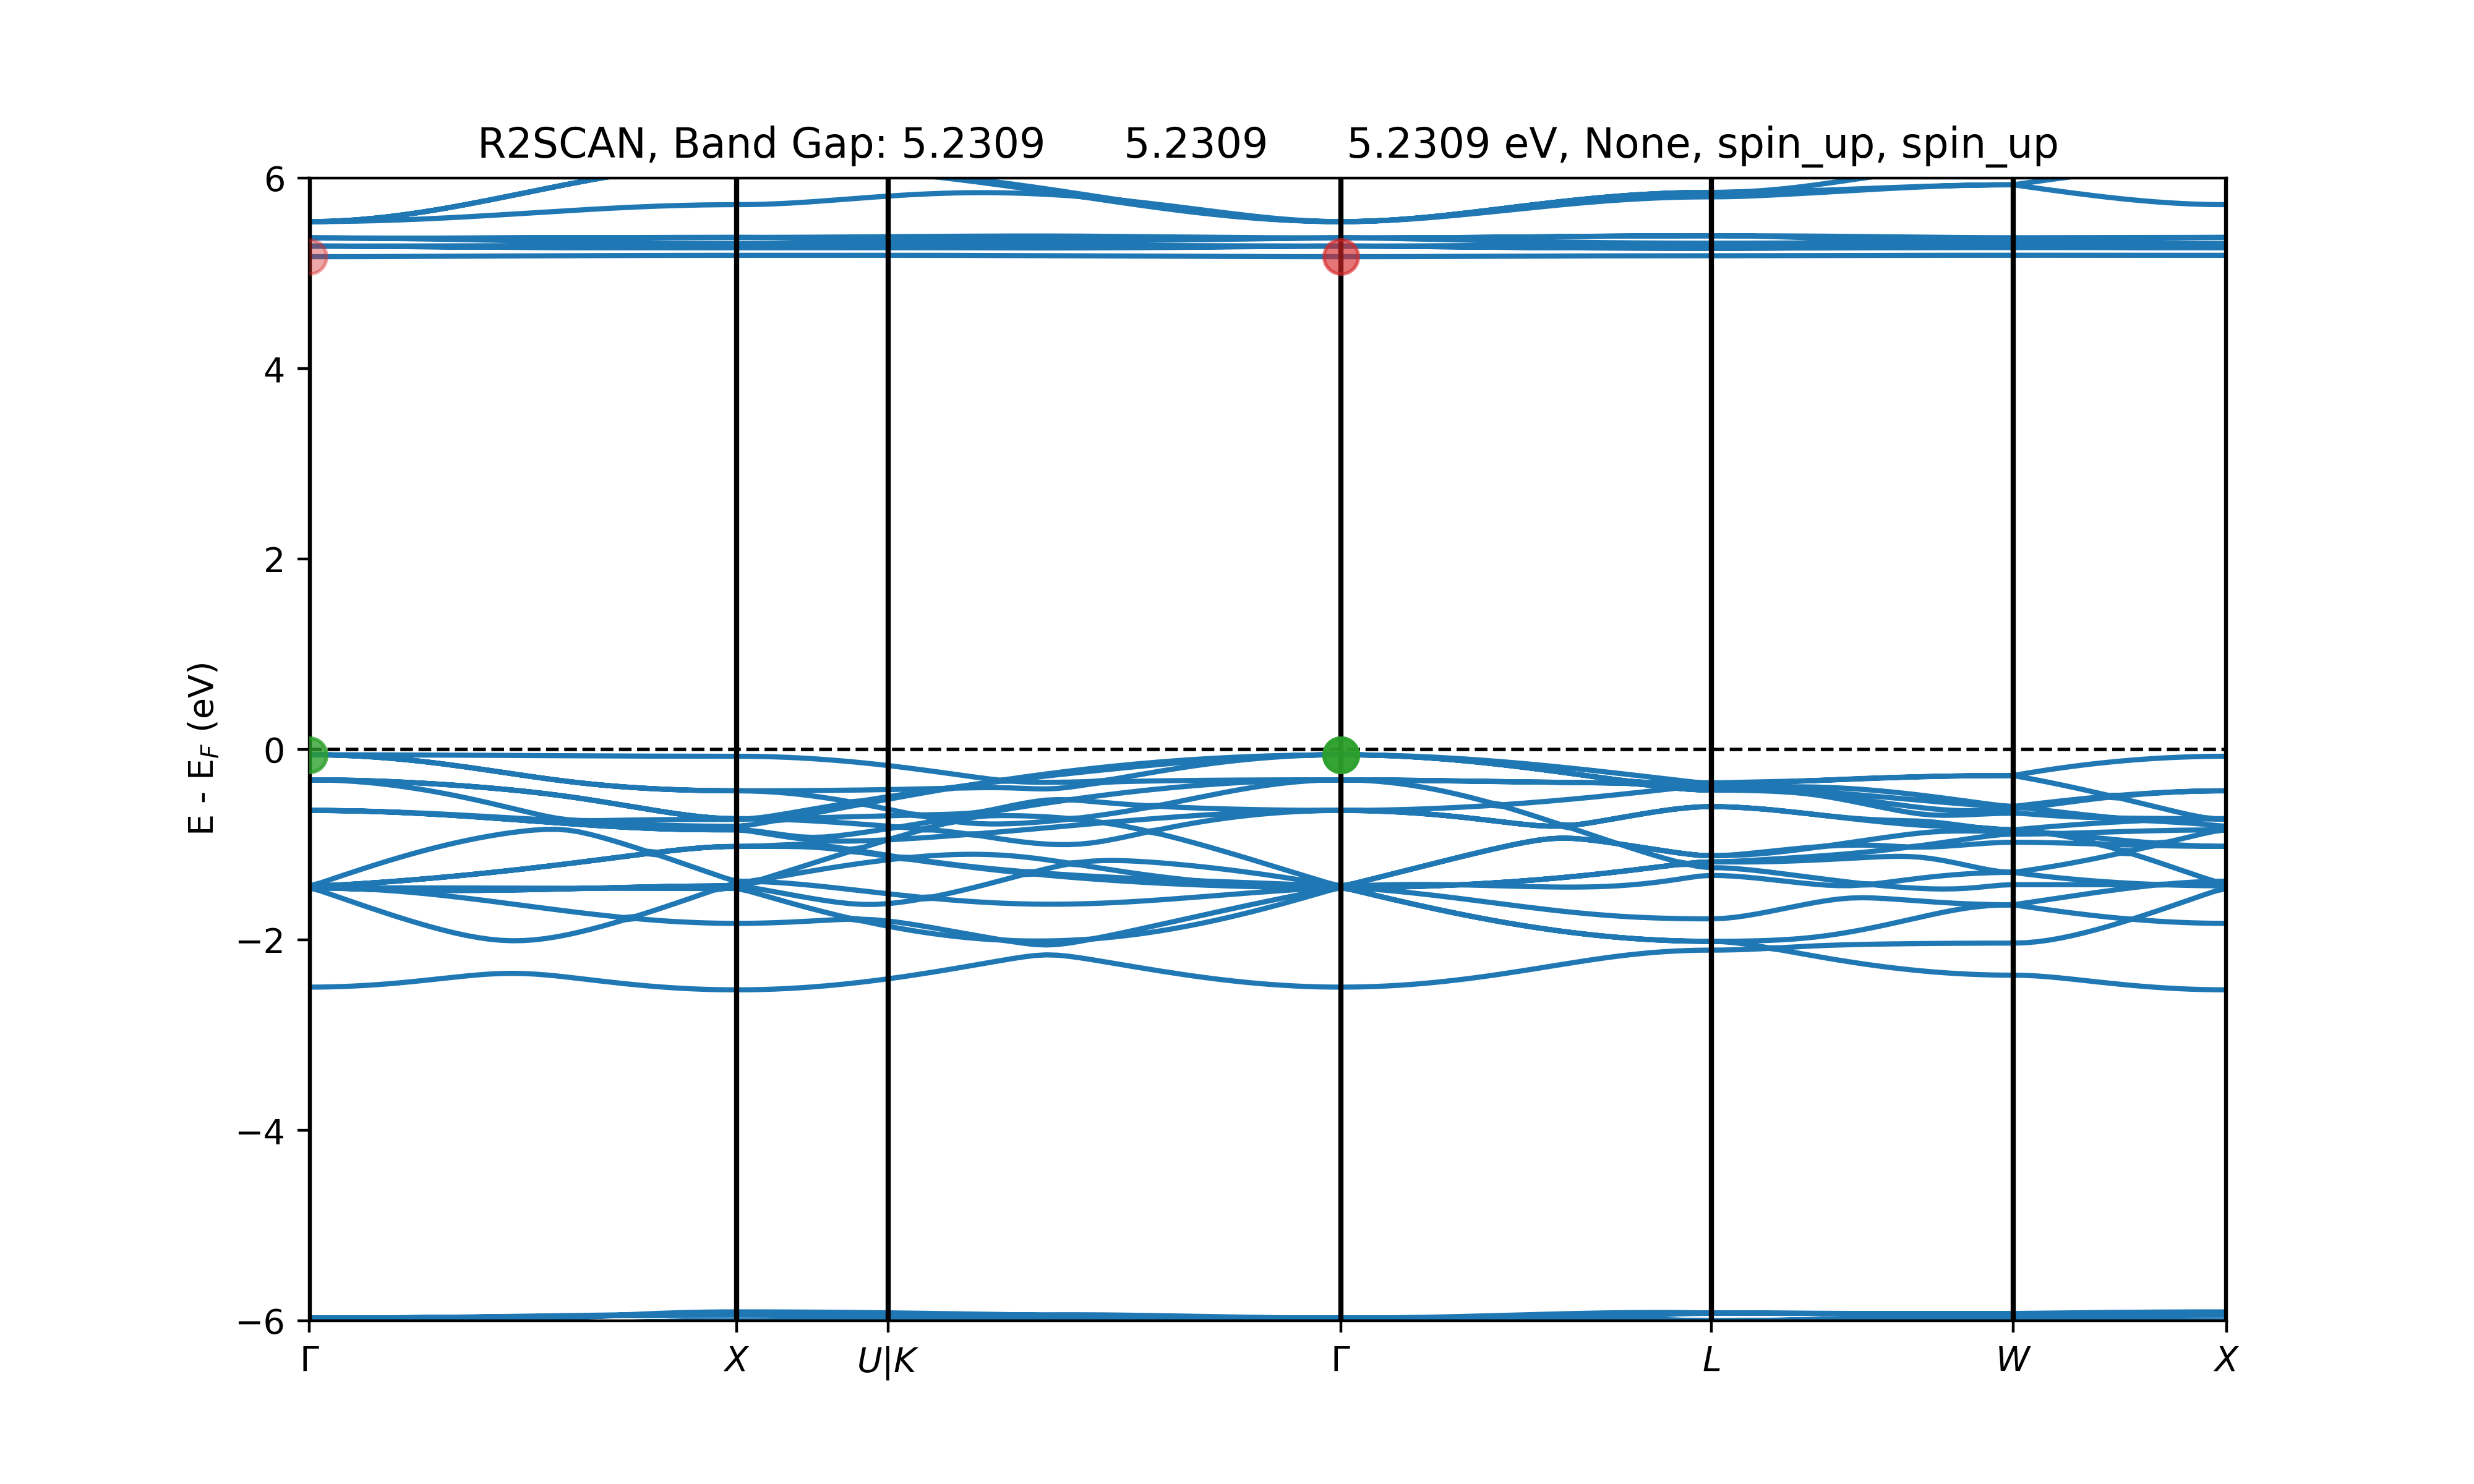 R2SCAN, Band Gap: 5.2309 5.2309 5.2309 eV, None, spin_up, spin_up
6
4
2
0
−2
−4
−6
E - E_F (eV)
Γ X U|K Γ L W X